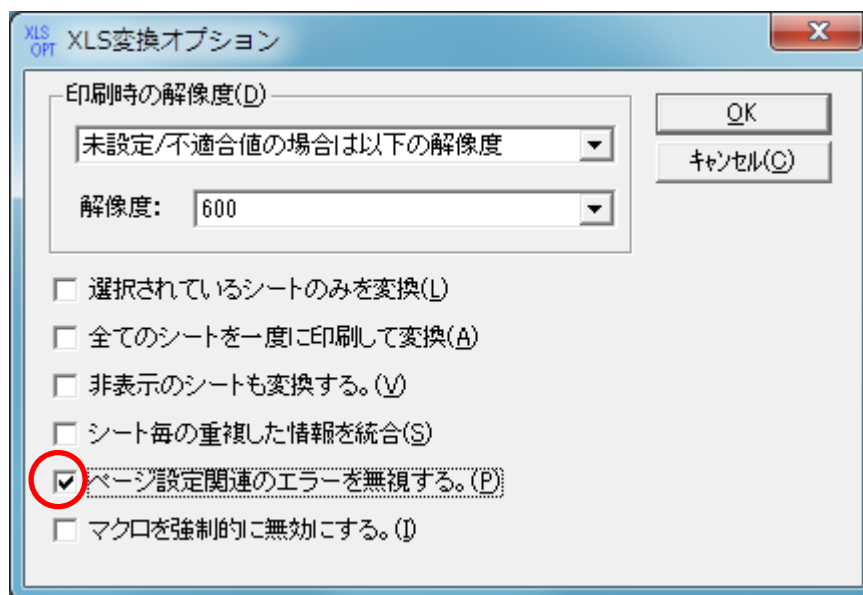 XLS OPT XLS変換オプション
印刷時の解像度(D)
未設定/不適合値の場合は以下の解像度
解像度: 600
OK
キャンセル(C)
選択されているシートのみを変換(L)
全てのシートを一度に印刷して変換(A)
非表示のシートも変換する。(V)
シート毎の重複した情報を統合(S)
ページ設定関連のエラーを無視する。(P)
マクロを強制的に無効にする。(I)